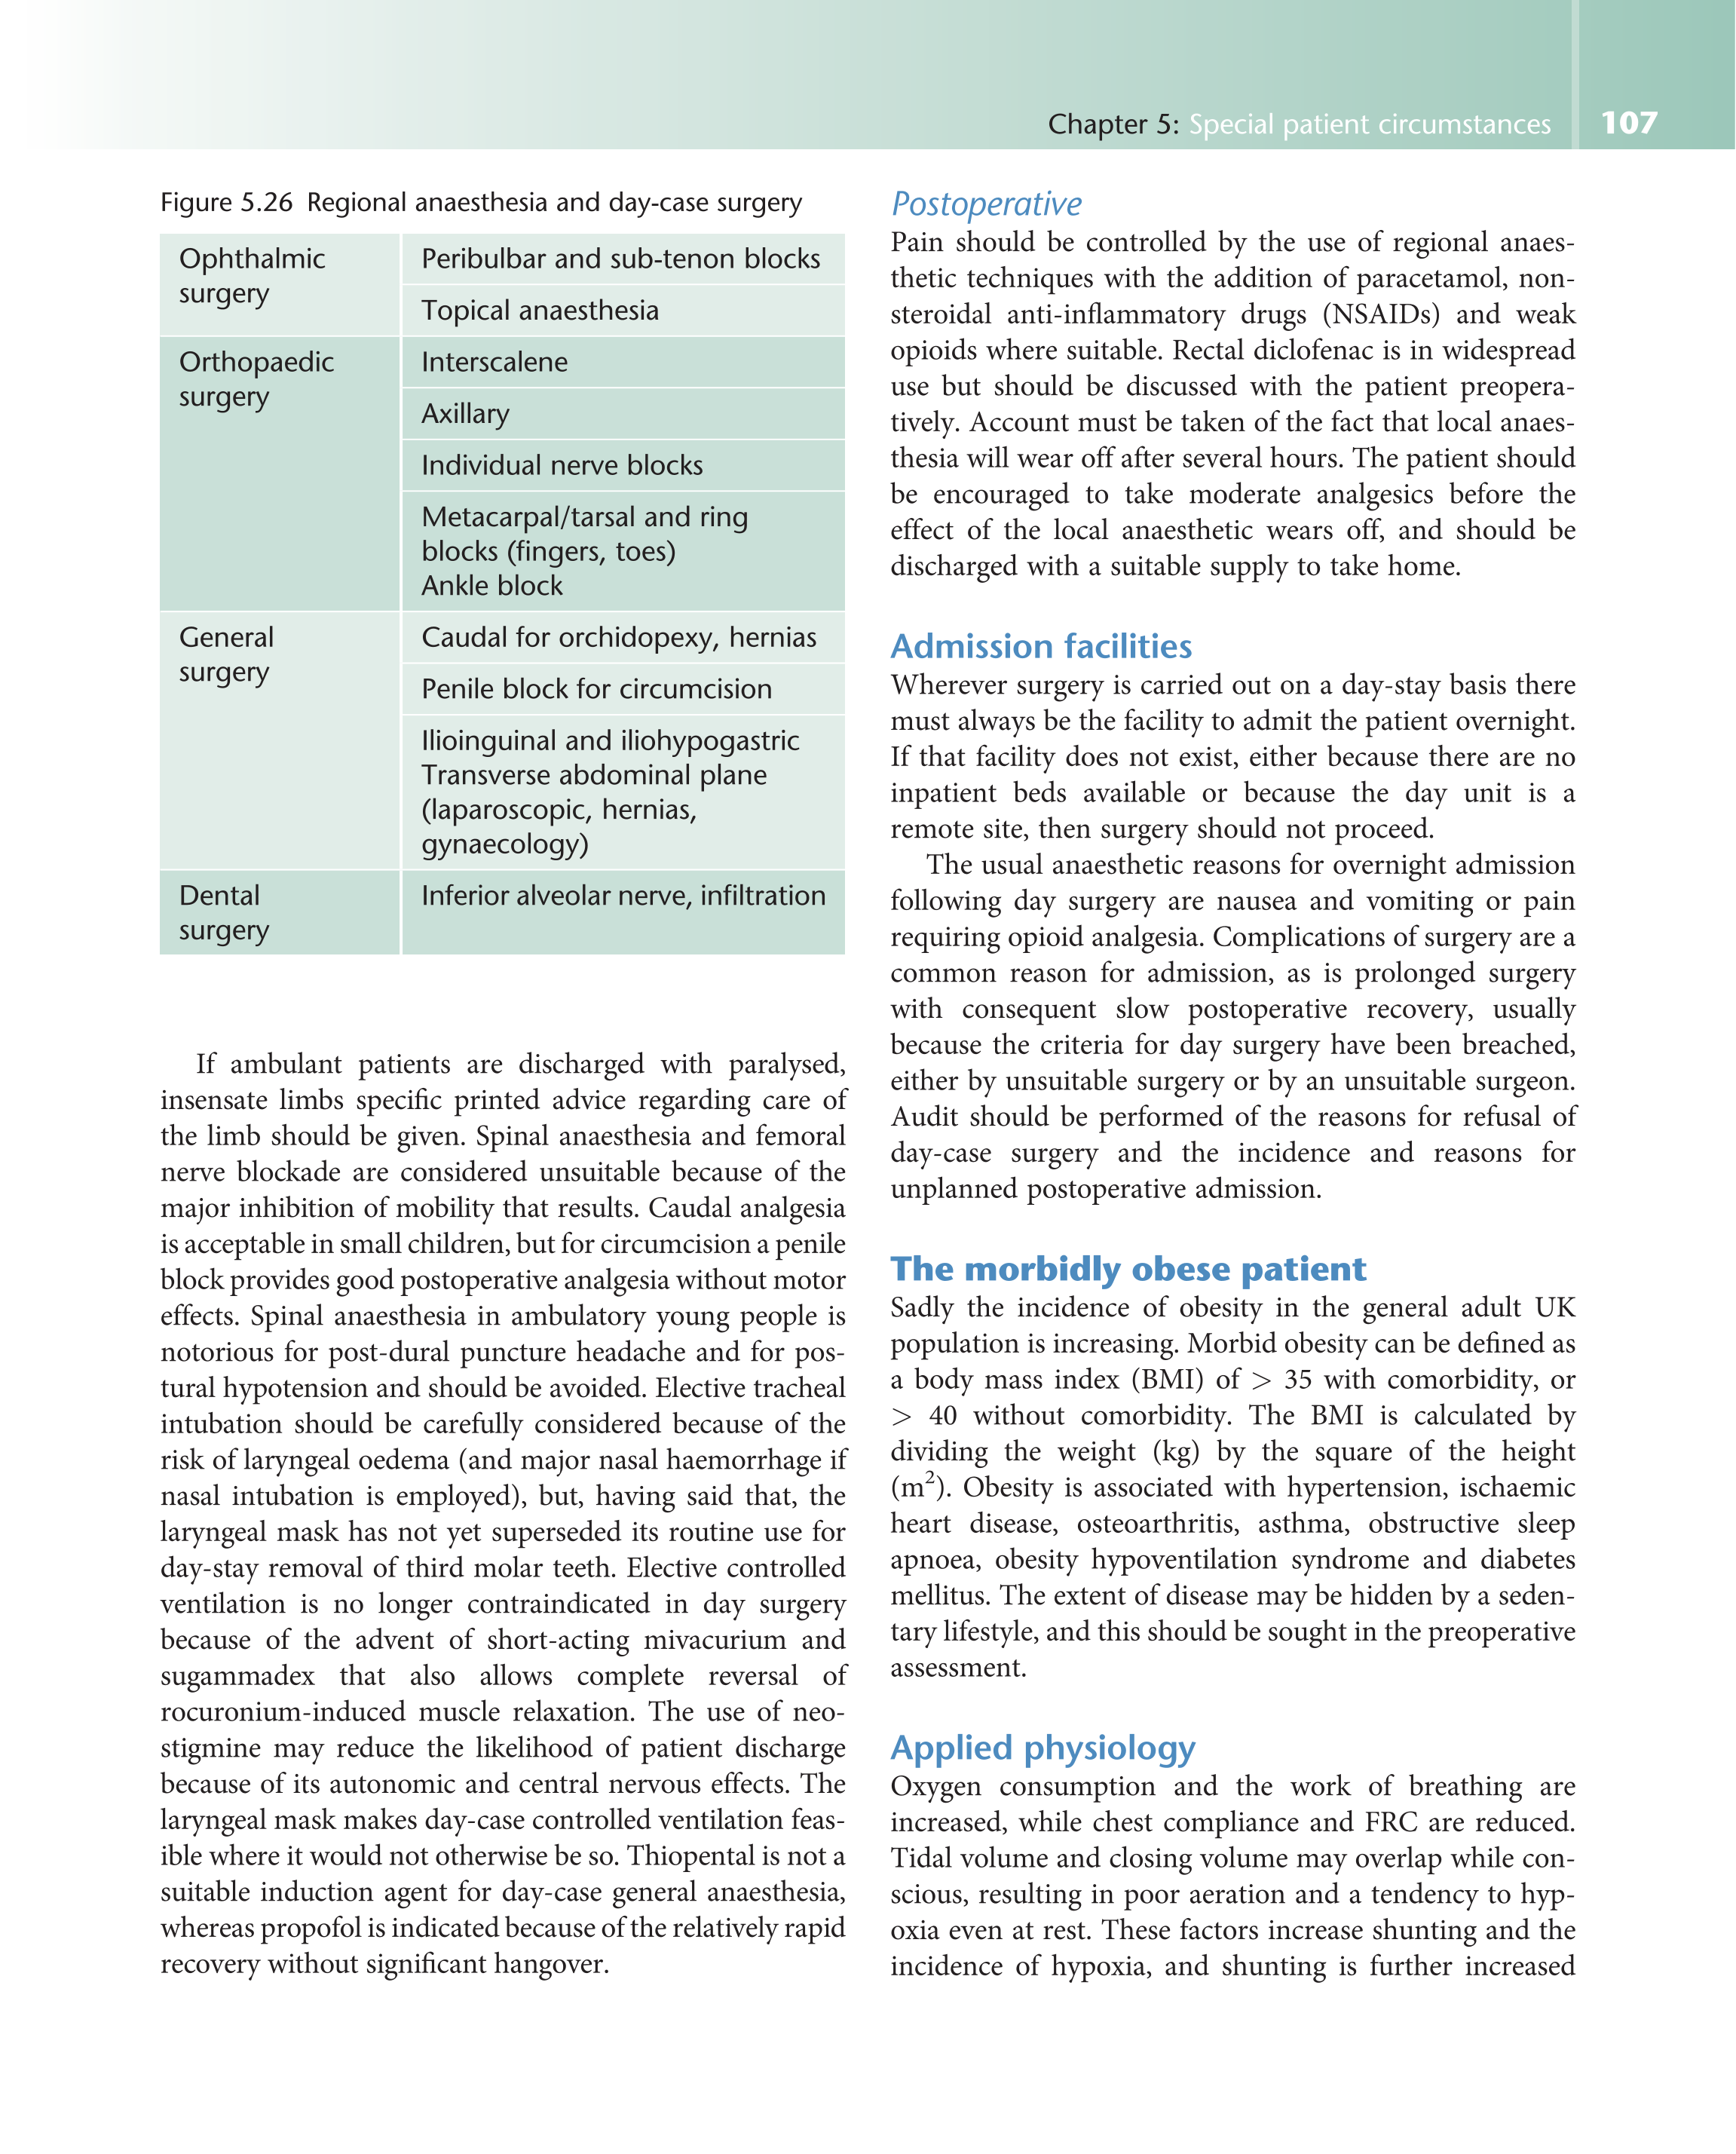 Chapter 5: Special patient circumstances 107
Figure 5.26 Regional anaesthesia and day-case surgery
Ophthalmic
surgery
Peribulbar and sub-tenon blocks
Topical anaesthesia
Orthopaedic
surgery
Interscalene
Axillary
Individual nerve blocks
Metacarpal/tarsal and ring
blocks (fingers, toes)
Ankle block
General
surgery
Caudal for orchidopexy, hernias
Penile block for circumcision
Ilioinguinal and iliohypogastric
Transverse abdominal plane
(laparoscopic, hernias,
gynaecology)
Dental
surgery
Inferior alveolar nerve, infiltration
If ambulant patients are discharged with paralysed,
insensate limbs specific printed advice regarding care of
the limb should be given. Spinal anaesthesia and femoral
nerve blockade are considered unsuitable because of the
major inhibition of mobility that results. Caudal analgesia
is acceptable in small children, but for circumcision a penile
block provides good postoperative analgesia without motor
effects. Spinal anaesthesia in ambulatory young people is
notorious for post-dural puncture headache and for pos-
tural hypotension and should be avoided. Elective tracheal
intubation should be carefully considered because of the
risk of laryngeal oedema (and major nasal haemorrhage if
nasal intubation is employed), but, having said that, the
laryngeal mask has not yet superseded its routine use for
day-stay removal of third molar teeth. Elective controlled
ventilation is no longer contraindicated in day surgery
because of the advent of short-acting mivacurium and
sugammadex that also allows complete reversal of
rocuronium-induced muscle relaxation. The use of neo-
stigmine may reduce the likelihood of patient discharge
because of its autonomic and central nervous effects. The
laryngeal mask makes day-case controlled ventilation feas-
ible where it would not otherwise be so. Thiopental is not a
suitable induction agent for day-case general anaesthesia,
whereas propofol is indicated because of the relatively rapid
recovery without significant hangover.
Postoperative
Pain should be controlled by the use of regional anaes-
thetic techniques with the addition of paracetamol, non-
steroidal anti-inflammatory drugs (NSAIDs) and weak
opioids where suitable. Rectal diclofenac is in widespread
use but should be discussed with the patient preopera-
tively. Account must be taken of the fact that local anaes-
thesia will wear off after several hours. The patient should
be encouraged to take moderate analgesics before the
effect of the local anaesthetic wears off, and should be
discharged with a suitable supply to take home.
Admission facilities
Wherever surgery is carried out on a day-stay basis there
must always be the facility to admit the patient overnight.
If that facility does not exist, either because there are no
inpatient beds available or because the day unit is a
remote site, then surgery should not proceed.
The usual anaesthetic reasons for overnight admission
following day surgery are nausea and vomiting or pain
requiring opioid analgesia. Complications of surgery are a
common reason for admission, as is prolonged surgery
with consequent slow postoperative recovery, usually
because the criteria for day surgery have been breached,
either by unsuitable surgery or by an unsuitable surgeon.
Audit should be performed of the reasons for refusal of
day-case surgery and the incidence and reasons for
unplanned postoperative admission.
The morbidly obese patient
Sadly the incidence of obesity in the general adult UK
population is increasing. Morbid obesity can be defined as
a body mass index (BMI) of > 35 with comorbidity, or
> 40 without comorbidity. The BMI is calculated by
dividing the weight (kg) by the square of the height
(m²). Obesity is associated with hypertension, ischaemic
heart disease, osteoarthritis, asthma, obstructive sleep
apnoea, obesity hypoventilation syndrome and diabetes
mellitus. The extent of disease may be hidden by a seden-
tary lifestyle, and this should be sought in the preoperative
assessment.
Applied physiology
Oxygen consumption and the work of breathing are
increased, while chest compliance and FRC are reduced.
Tidal volume and closing volume may overlap while con-
scious, resulting in poor aeration and a tendency to hyp-
oxia even at rest. These factors increase shunting and the
incidence of hypoxia, and shunting is further increased